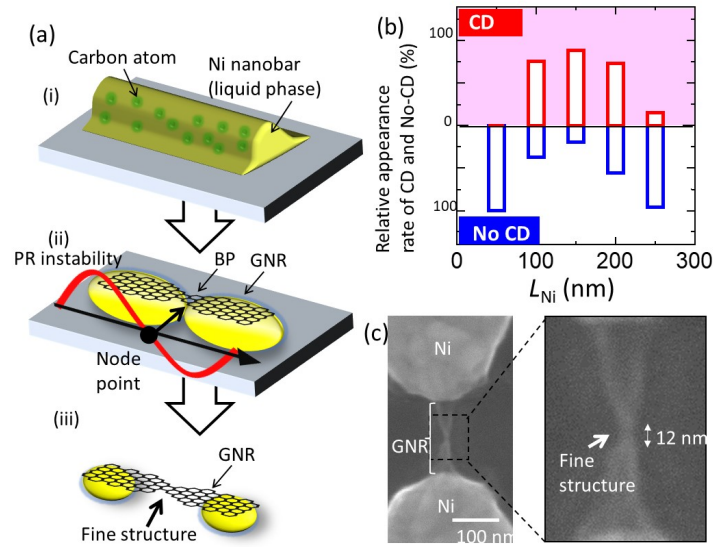 (a)
Carbon atom
Ni nanobar
(liquid phase)
(i)
(ii)
PR instability
BP
GNR
Node
point
(iii)
GNR
Fine structure
(b)
Relative appearance
rate of CD and No-CD (%)
100
0
100
CD
No CD
0
100
200
300
L_Ni (nm)
(c)
Ni
GNR
Ni
100 nm
12 nm
Fine
structure